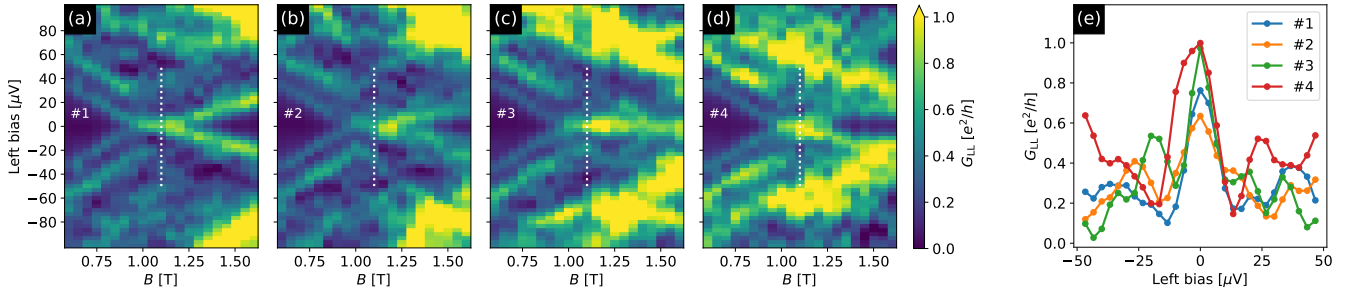 (a)
(b)
(c)
(d)
(e)
Left bias [μV]
80
60
40
20
0
−20
−40
−60
−80
#1
#2
#3
#4
0.75 1.00 1.25 1.50
B [T]
0.75 1.00 1.25 1.50
B [T]
0.75 1.00 1.25 1.50
B [T]
0.75 1.00 1.25 1.50
B [T]
1.0
0.8
0.6
0.4
0.2
0.0
G_LL [e²/h]
G_LL [e²/h]
1.0
0.8
0.6
0.4
0.2
0.0
#1
#2
#3
#4
−50 −25 0 25 50
Left bias [μV]